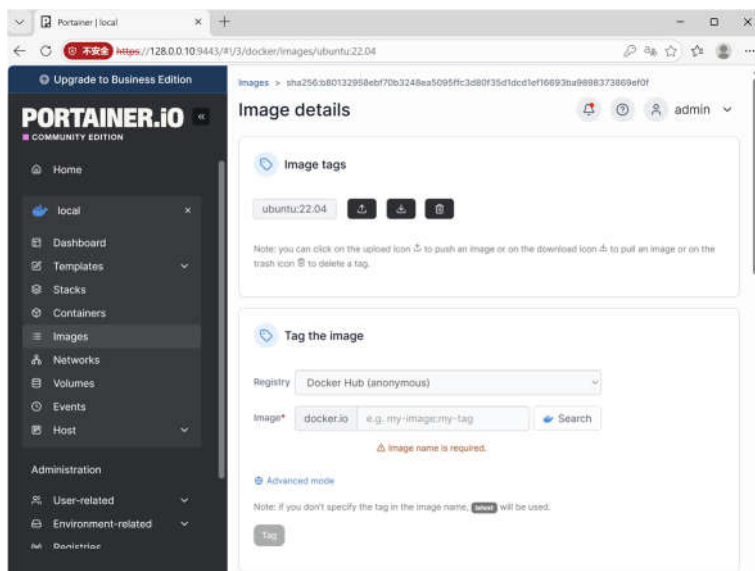 Portainer | local
不安全 https://128.0.0.10:9443/#!/3/docker/images/ubuntu:22.04
Upgrade to Business Edition
PORTAINER.iO
COMMUNITY EDITION
Home
local
Dashboard
Templates
Stacks
Containers
Images
Networks
Volumes
Events
Host
Administration
User-related
Environment-related
Registries
Images > sha256:b80132958ebf70b3248ea5095ffc3d80f35d1dcd1ef16693ba9898373869ef0f
Image details
admin
Image tags
ubuntu:22.04
Note: you can click on the upload icon to push an image or on the download icon to pull an image or on the
trash icon to delete a tag.
Tag the image
Registry Docker Hub (anonymous)
Image* docker.io e.g. my-image:my-tag Search
Image name is required.
Advanced mode
Note: if you don't specify the tag in the image name, latest will be used.
Tag